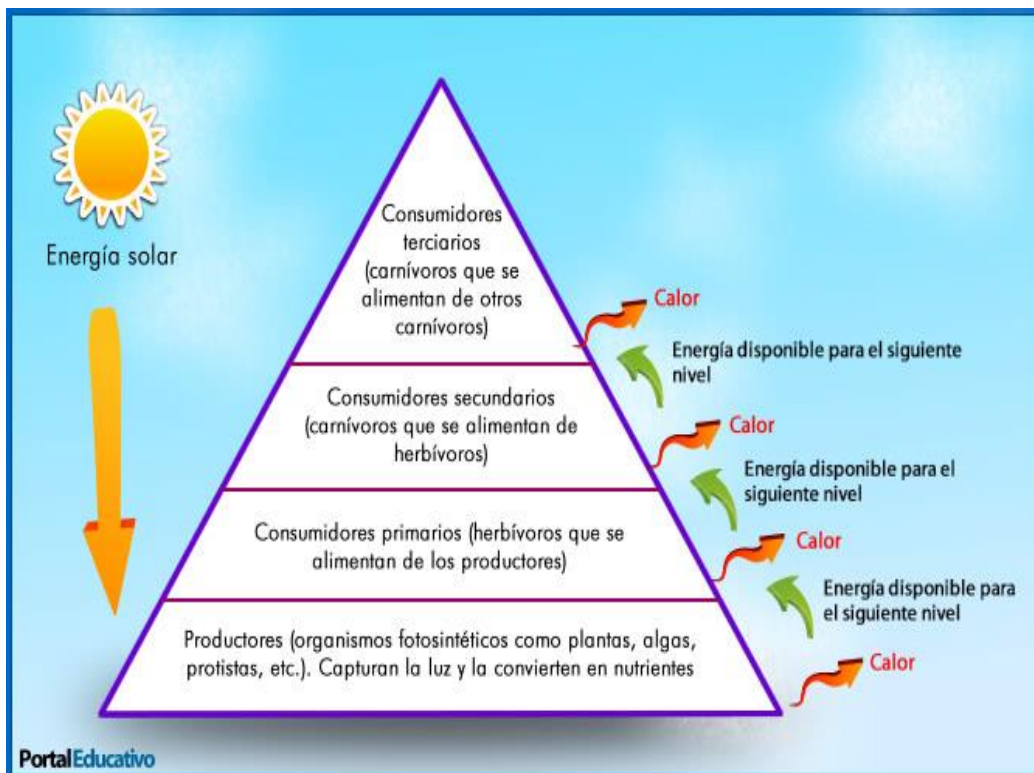 Energía solar
Consumidores
terciarios
(carnívoros que se
alimentan de otros
carnívoros)
Calor
Energía disponible para el siguiente
nivel
Consumidores secundarios
(carnívoros que se alimentan de
herbívoros)
Calor
Energía disponible para el
siguiente nivel
Consumidores primarios (herbívoros que se
alimentan de los productores)
Calor
Energía disponible para
el siguiente nivel
Productores (organismos fotosintéticos como plantas, algas,
protistas, etc.). Capturan la luz y la convierten en nutrientes
Calor
PortalEducativo